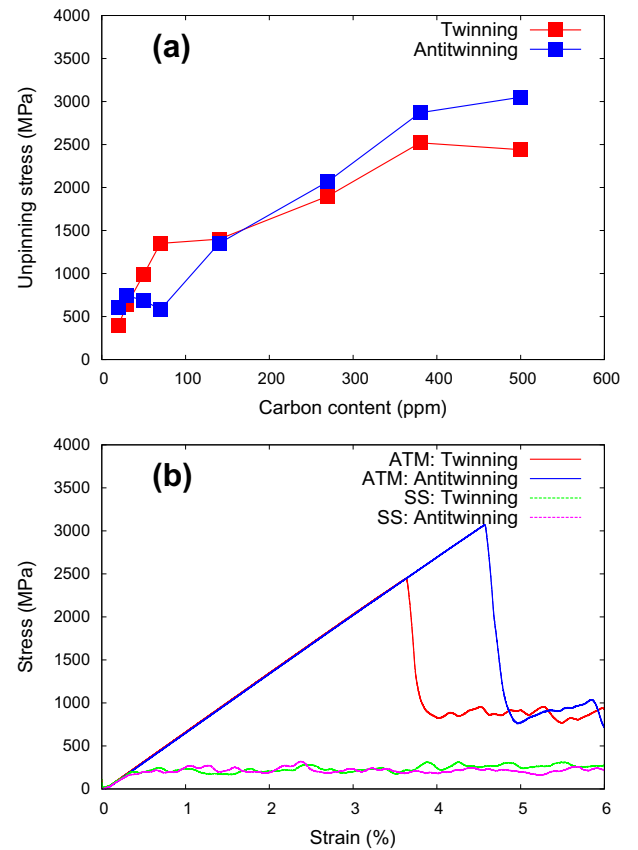 (a)
Twinning
Antitwinning
Unpinning stress (MPa)
4000
3500
3000
2500
2000
1500
1000
500
0
0 100 200 300 400 500 600
Carbon content (ppm)
(b)
ATM: Twinning
ATM: Antitwinning
SS: Twinning
SS: Antitwinning
Stress (MPa)
4000
3500
3000
2500
2000
1500
1000
500
0
0 1 2 3 4 5 6
Strain (%)